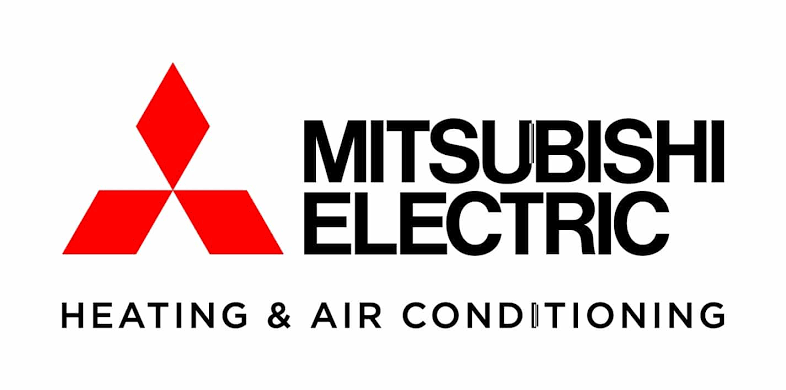 MITSUBISHI
ELECTRIC
HEATING & AIR CONDITIONING